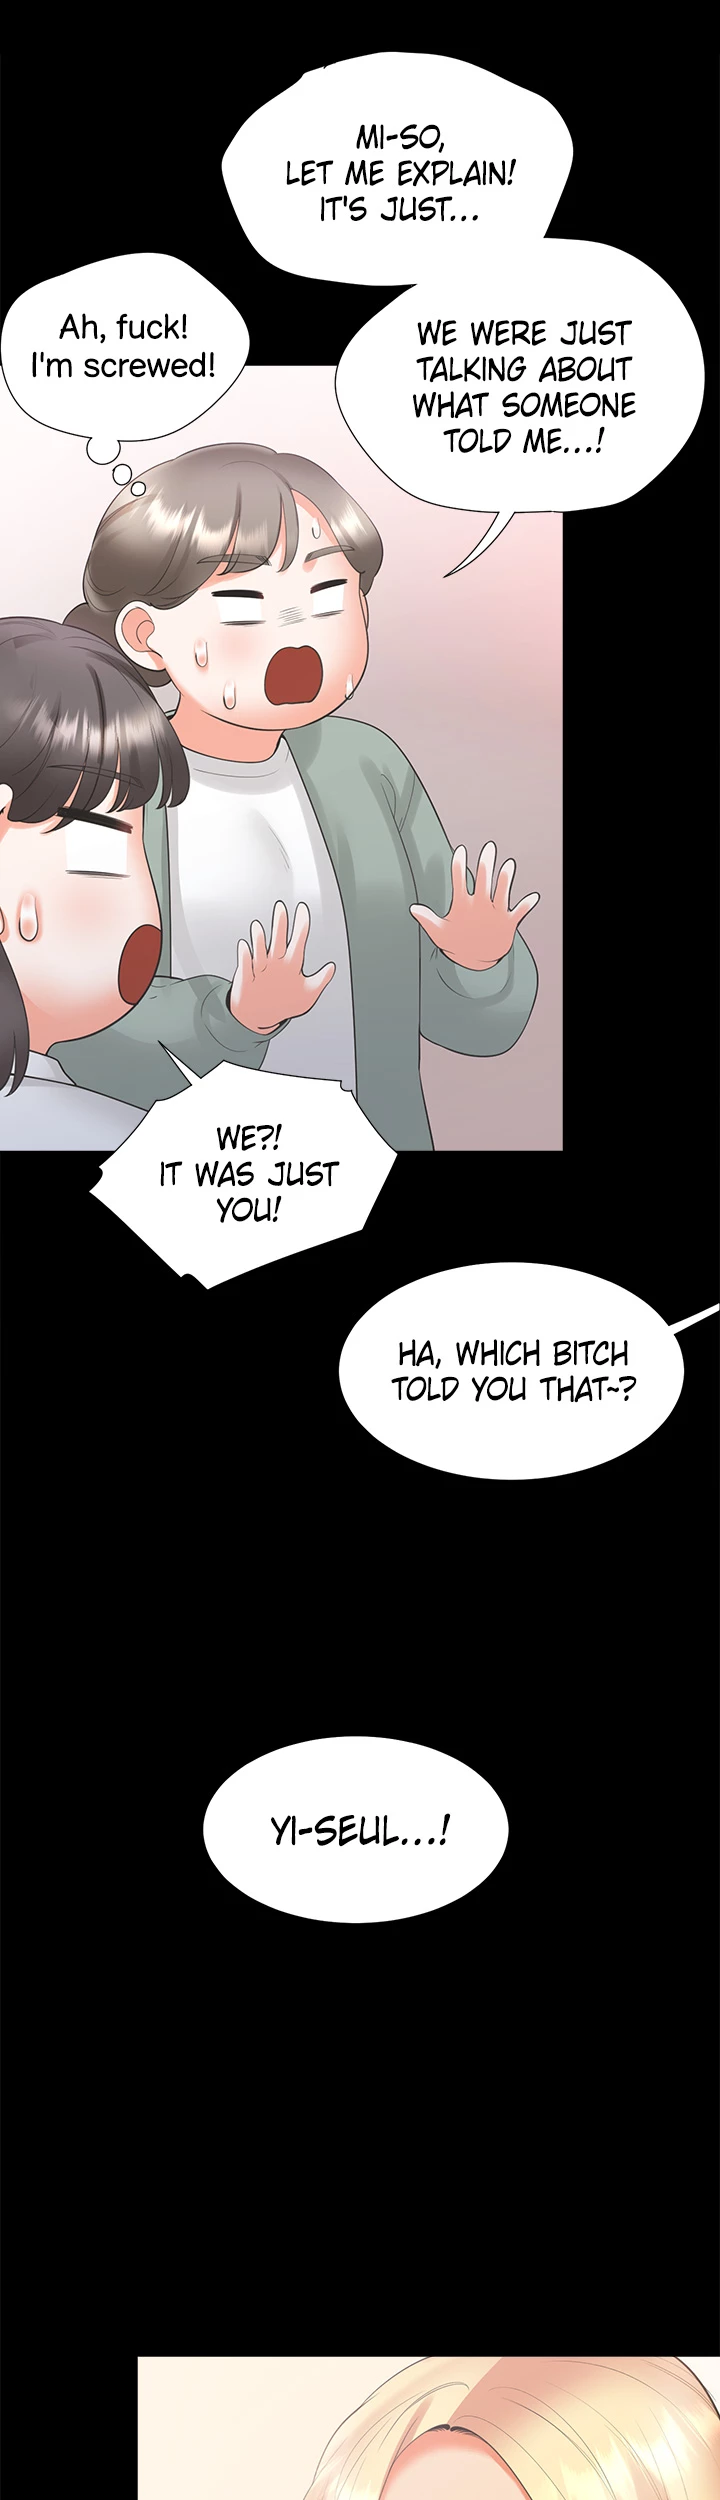 MI-SO,
LET ME EXPLAIN!
IT'S JUST...
Ah, fuck!
I'm screwed!
WE WERE JUST
TALKING ABOUT
WHAT SOMEONE
TOLD ME...!
WE?!
IT WAS JUST
YOU!
HA, WHICH BITCH
TOLD YOU THAT~?
YI-SEUL...!